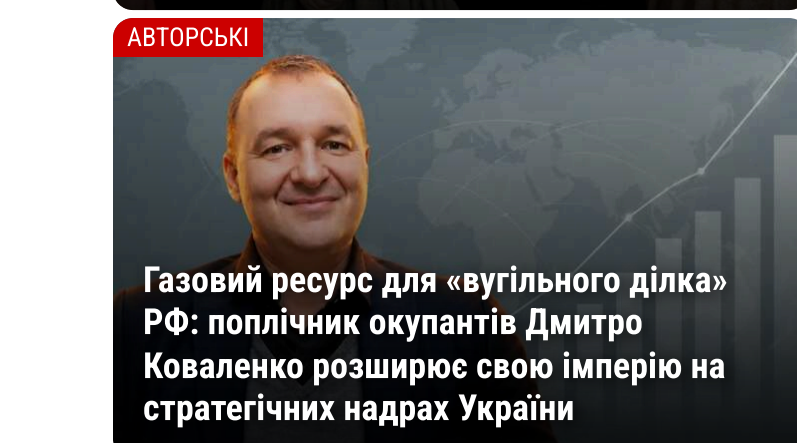 АВТОРСЬКІ
Газовий ресурс для «вугільного ділка»
РФ: поплічник окупантів Дмитро
Коваленко розширює свою імперію на
стратегічних надрах України